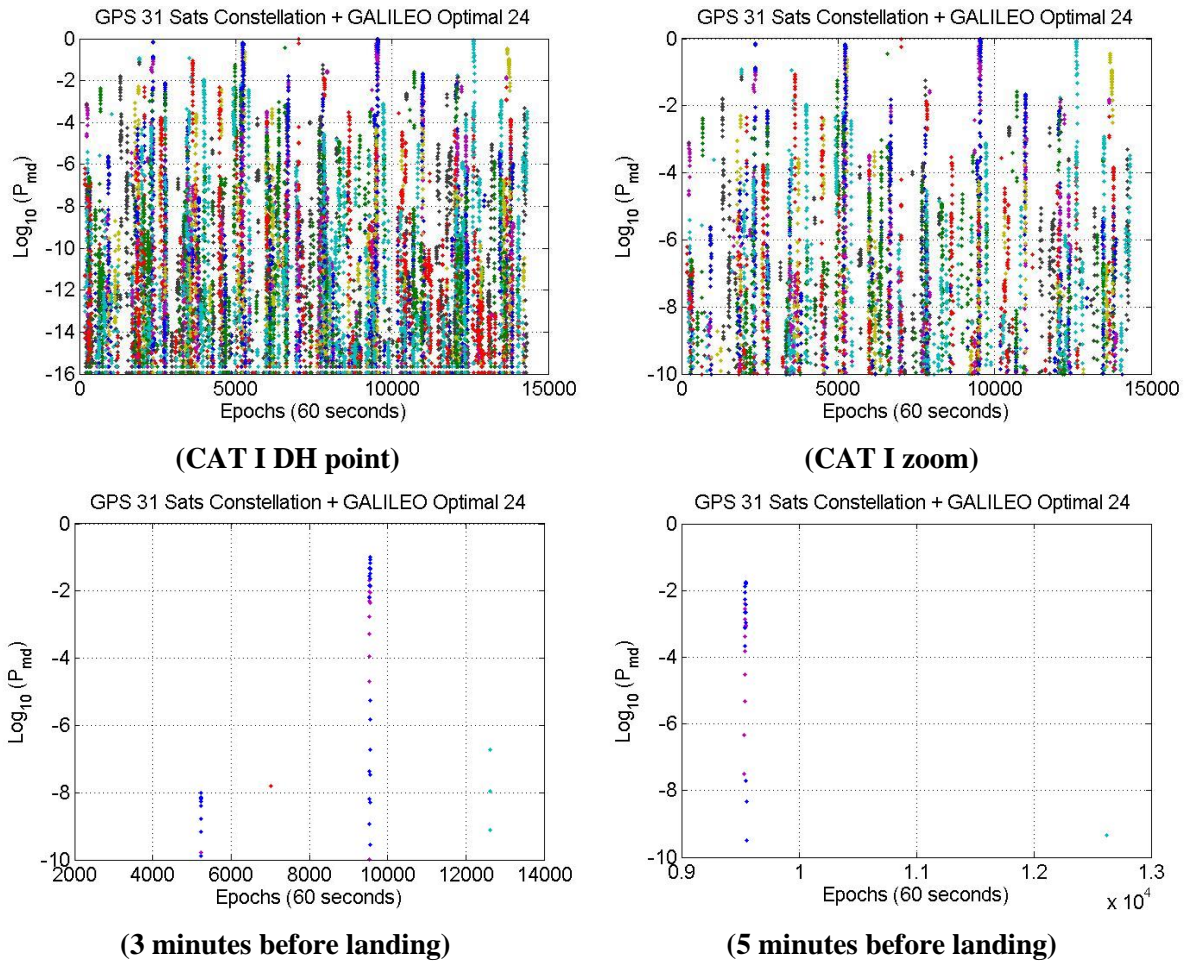 GPS 31 Sats Constellation + GALILEO Optimal 24
0
-2
-4
-6
-8
-10
-12
-14
-16
Log10 (Pmd)
0 5000 10000 15000
Epochs (60 seconds)
(CAT I DH point)
GPS 31 Sats Constellation + GALILEO Optimal 24
0
-2
-4
-6
-8
-10
Log10 (Pmd)
0 5000 10000 15000
Epochs (60 seconds)
(CAT I zoom)
GPS 31 Sats Constellation + GALILEO Optimal 24
0
-2
-4
-6
-8
-10
Log10 (Pmd)
2000 4000 6000 8000 10000 12000 14000
Epochs (60 seconds)
(3 minutes before landing)
GPS 31 Sats Constellation + GALILEO Optimal 24
0
-2
-4
-6
-8
-10
Log10 (Pmd)
0.9 1 1.1 1.2 1.3
Epochs (60 seconds)
x 10^4
(5 minutes before landing)